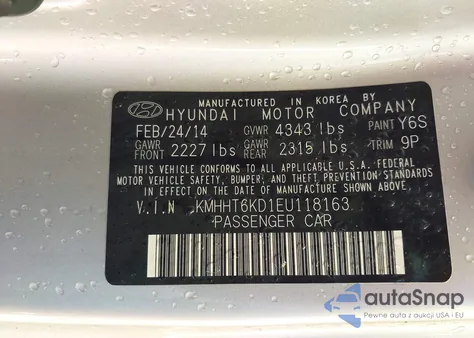 MANUFACTURED IN KOREA BY
HYUNDAI MOTOR COMPANY
FEB/24/14 GVWR 4343 lbs PAINT Y6S
GAWR FRONT 2227 lbs GAWR REAR 2315 lbs TRIM 9P
THIS VEHICLE CONFORMS TO ALL APPLICABLE U.S.A. FEDERAL
MOTOR VEHICLE SAFETY, BUMPER, AND THEFT PREVENTION
STANDARDS IN EFFECT ON THE DATE OF MANUFACTURE SHOWN ABOVE.
V.I.N KMHHT6KD1EU118163
PASSENGER CAR
autoSnap
Pewne auta z aukcji USA i EU